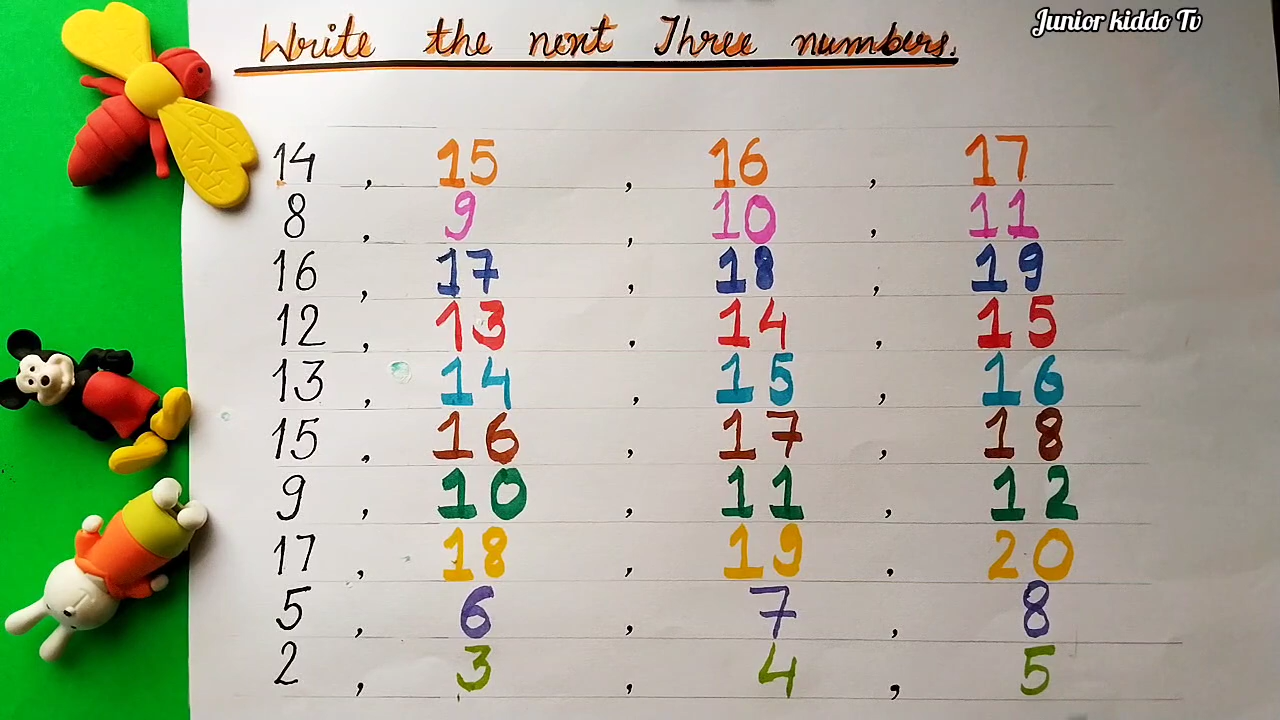 Junior kiddo Tv
Write the next Three numbers.
14 , 15 , 16 , 17
8 , 9 , 10 , 11
16 , 17 , 18 , 19
12 , 13 , 14 , 15
13 , 14 , 15 , 16
15 , 16 , 17 , 18
9 , 10 , 11 , 12
17 , 18 , 19 , 20
5 , 6 , 7 , 8
2 , 3 , 4 , 5